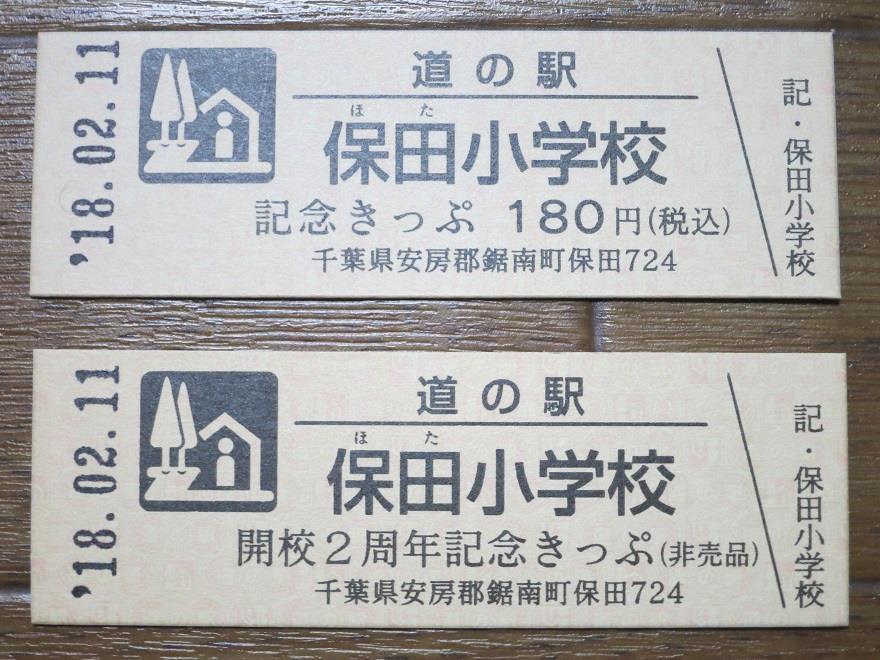 '18.02.11
道の駅
ほた
保田小学校
記念きっぷ 180円(税込)
千葉県安房郡鋸南町保田724
記・保田小学校
'18.02.11
道の駅
ほた
保田小学校
開校2周年記念きっぷ(非売品)
千葉県安房郡鋸南町保田724
記・保田小学校